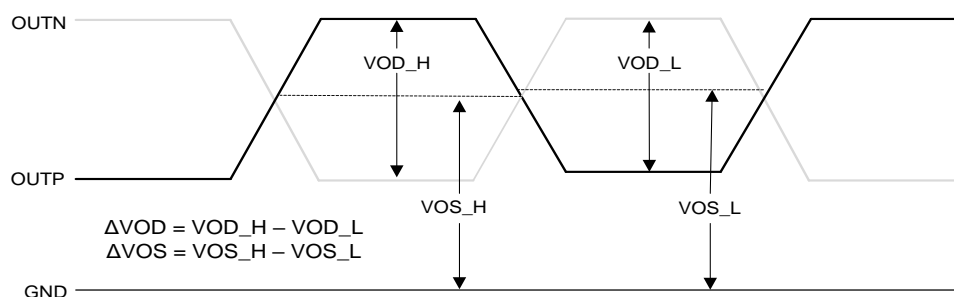 OUTN
VOD_H
VOD_L
OUTP
VOS_H
VOS_L
ΔVOD = VOD_H – VOD_L
ΔVOS = VOS_H – VOS_L
GND